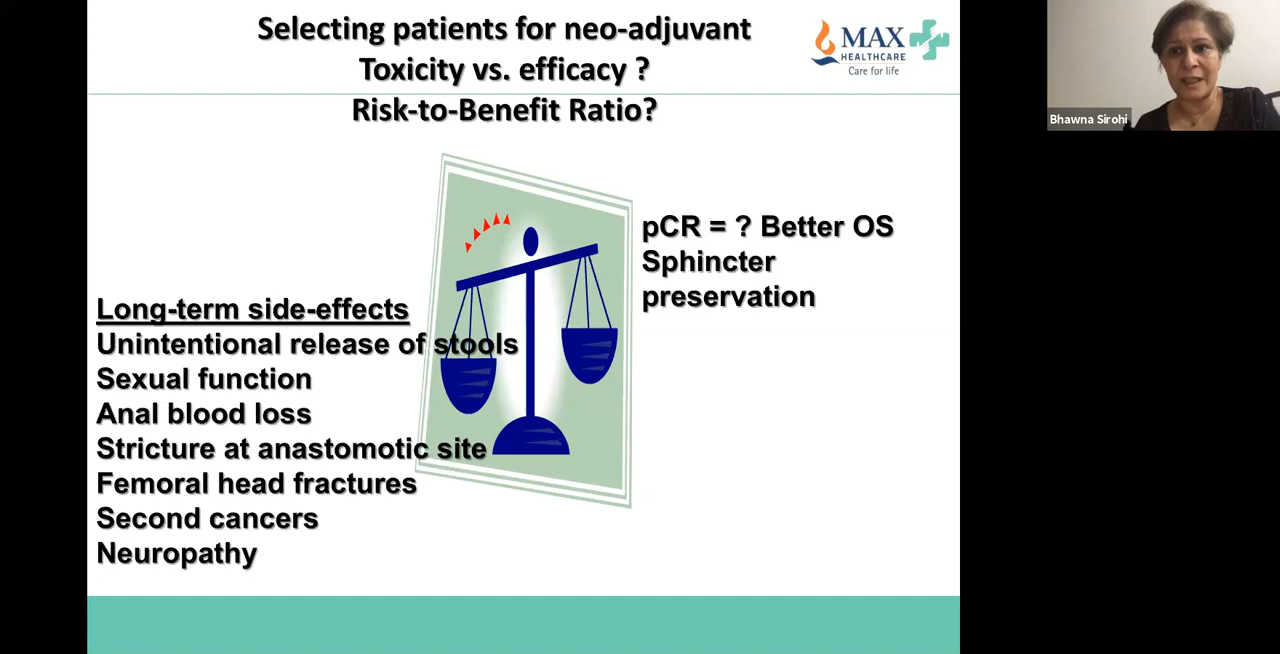 Selecting patients for neo-adjuvant
Toxicity vs. efficacy ?
Risk-to-Benefit Ratio?
MAX
HEALTHCARE
Care for life
Bhawna Sirohi
pCR = ? Better OS
Sphincter
preservation
Long-term side-effects
Unintentional release of stools
Sexual function
Anal blood loss
Stricture at anastomotic site
Femoral head fractures
Second cancers
Neuropathy